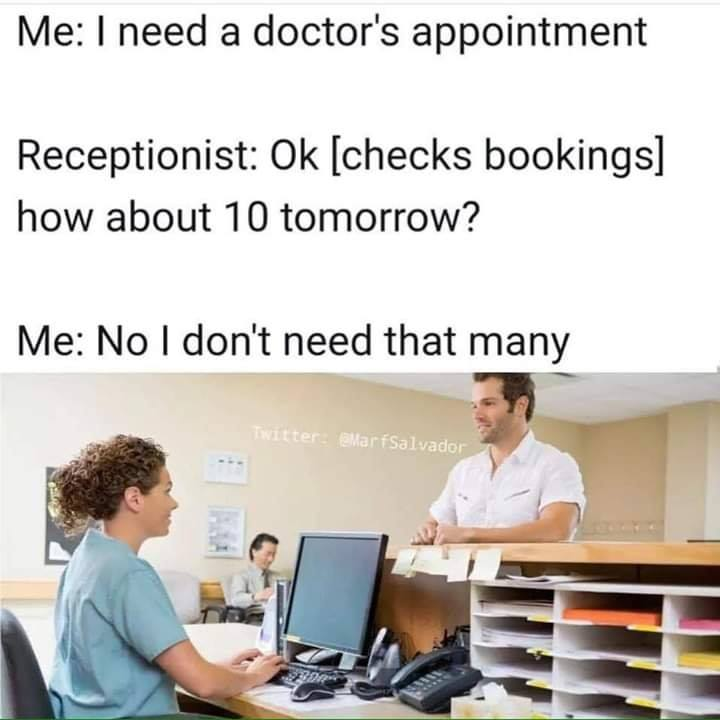 Me: I need a doctor's appointment
Receptionist: Ok [checks bookings]
how about 10 tomorrow?
Me: No I don't need that many
Twitter: @MarfSalvador